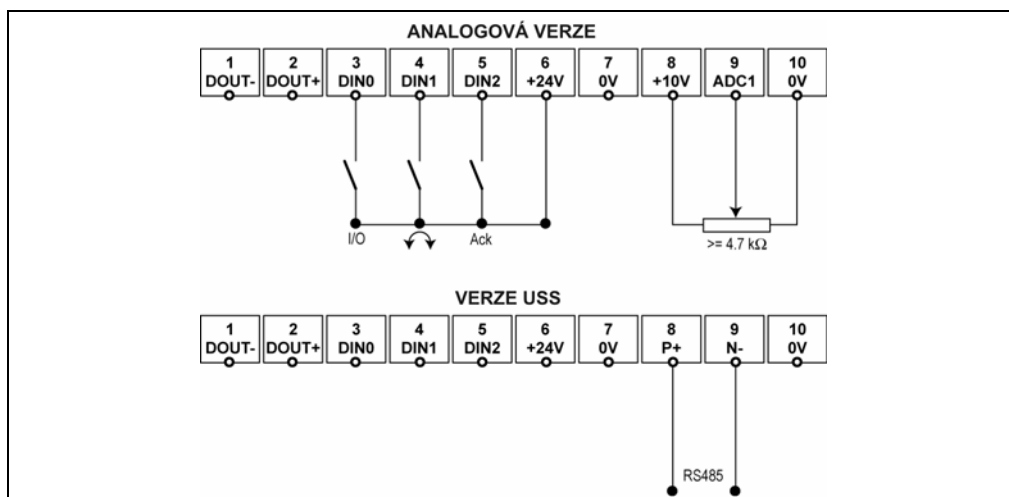 ANALOGOVÁ VERZE
1 2 3 4 5 6 7 8 9 10
DOUT- DOUT+ DIN0 DIN1 DIN2 +24V 0V +10V ADC1 0V
I/O Ack
>= 4.7 kΩ
VERZE USS
1 2 3 4 5 6 7 8 9 10
DOUT- DOUT+ DIN0 DIN1 DIN2 +24V 0V P+ N- 0V
RS485